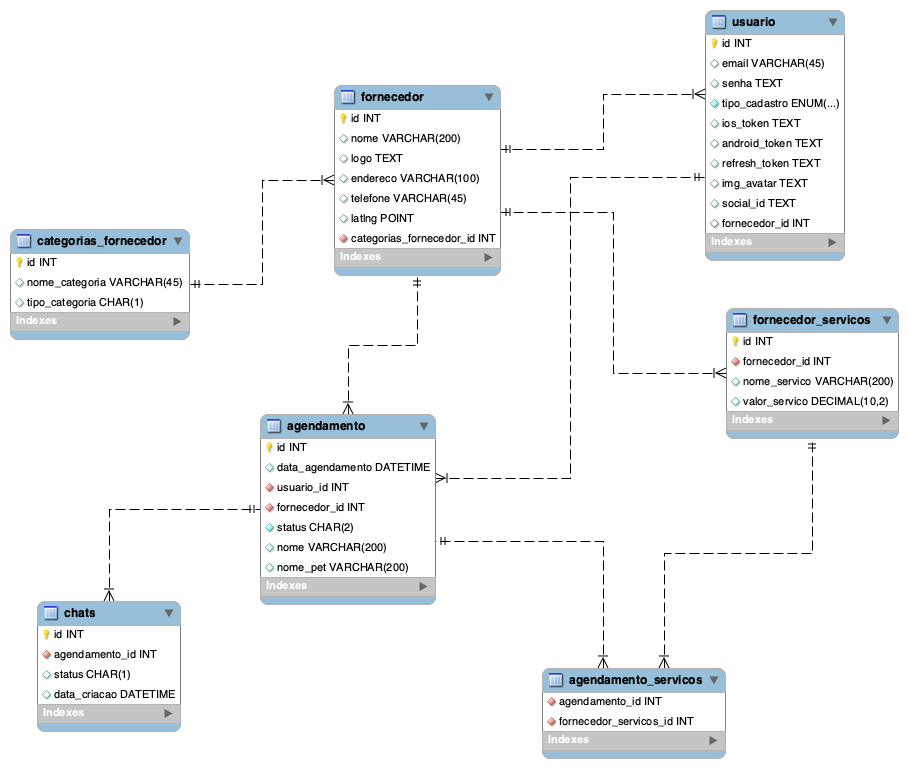 usuario
id INT
email VARCHAR(45)
senha TEXT
tipo_cadastro ENUM(...)
ios_token TEXT
android_token TEXT
refresh_token TEXT
img_avatar TEXT
social_id TEXT
fornecedor_id INT
Indexes
fornecedor
id INT
nome VARCHAR(200)
logo TEXT
endereco VARCHAR(100)
telefone VARCHAR(45)
latlng POINT
categorias_fornecedor_id INT
Indexes
categorias_fornecedor
id INT
nome_categoria VARCHAR(45)
tipo_categoria CHAR(1)
Indexes
fornecedor_servicos
id INT
fornecedor_id INT
nome_servico VARCHAR(200)
valor_servico DECIMAL(10,2)
Indexes
agendamento
id INT
data_agendamento DATETIME
usuario_id INT
fornecedor_id INT
status CHAR(2)
nome VARCHAR(200)
nome_pet VARCHAR(200)
Indexes
chats
id INT
agendamento_id INT
status CHAR(1)
data_criacao DATETIME
Indexes
agendamento_servicos
agendamento_id INT
fornecedor_servicos_id INT
Indexes